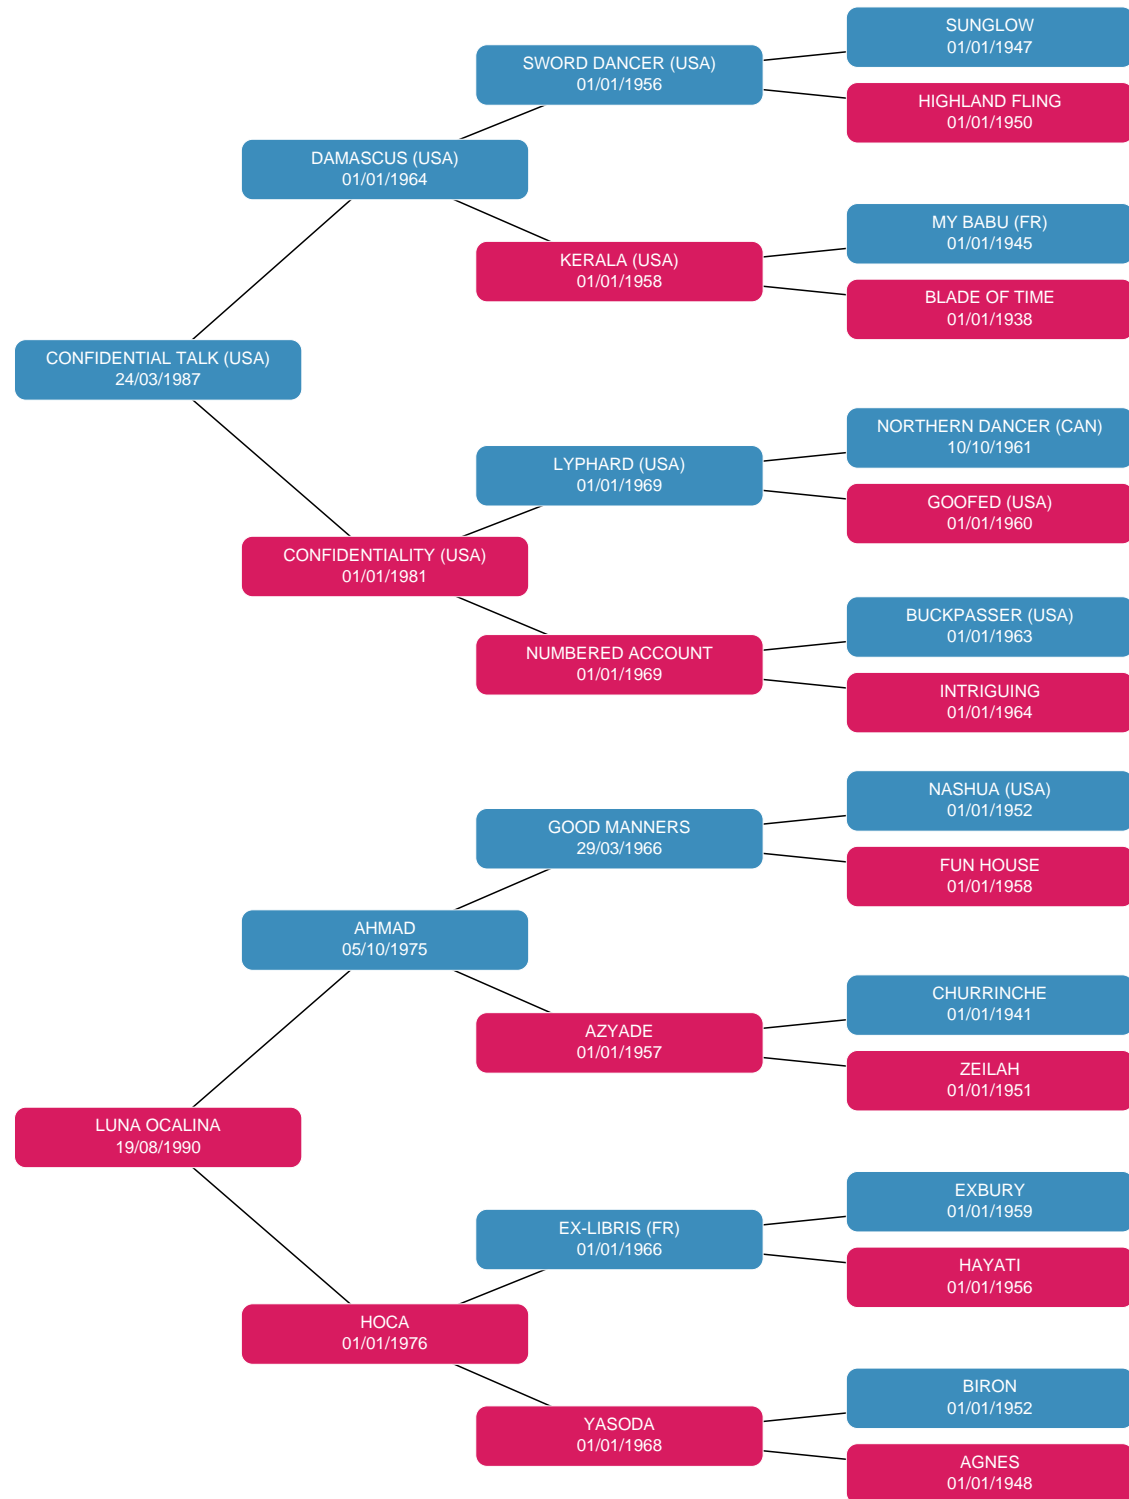 SUNGLOW
01/01/1947
SWORD DANCER (USA)
01/01/1956
HIGHLAND FLING
01/01/1950
DAMASCUS (USA)
01/01/1964
MY BABU (FR)
01/01/1945
KERALA (USA)
01/01/1958
BLADE OF TIME
01/01/1938
CONFIDENTIAL TALK (USA)
24/03/1987
NORTHERN DANCER (CAN)
10/10/1961
LYPHARD (USA)
01/01/1969
GOOFED (USA)
01/01/1960
CONFIDENTIALITY (USA)
01/01/1981
BUCKPASSER (USA)
01/01/1963
NUMBERED ACCOUNT
01/01/1969
INTRIGUING
01/01/1964
NASHUA (USA)
01/01/1952
GOOD MANNERS
29/03/1966
FUN HOUSE
01/01/1958
AHMAD
05/10/1975
CHURRINCHE
01/01/1941
AZYADE
01/01/1957
ZEILAH
01/01/1951
LUNA OCALINA
19/08/1990
EXBURY
01/01/1959
EX-LIBRIS (FR)
01/01/1966
HAYATI
01/01/1956
HOCA
01/01/1976
BIRON
01/01/1952
YASODA
01/01/1968
AGNES
01/01/1948